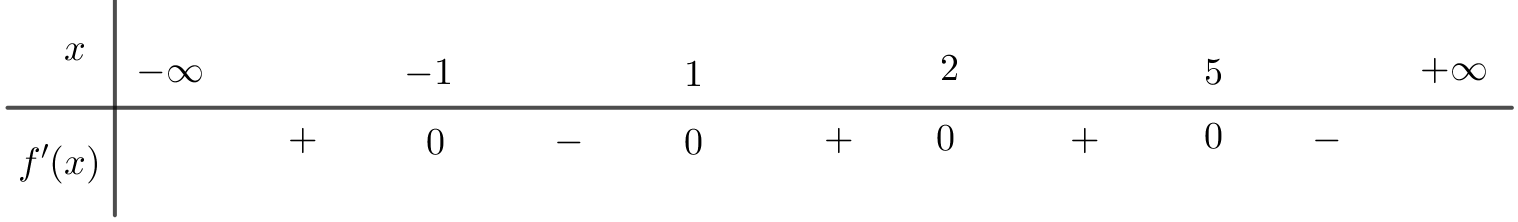 x −∞ −1 1 2 5 +∞
f′(x) + 0 − 0 + 0 + 0 −